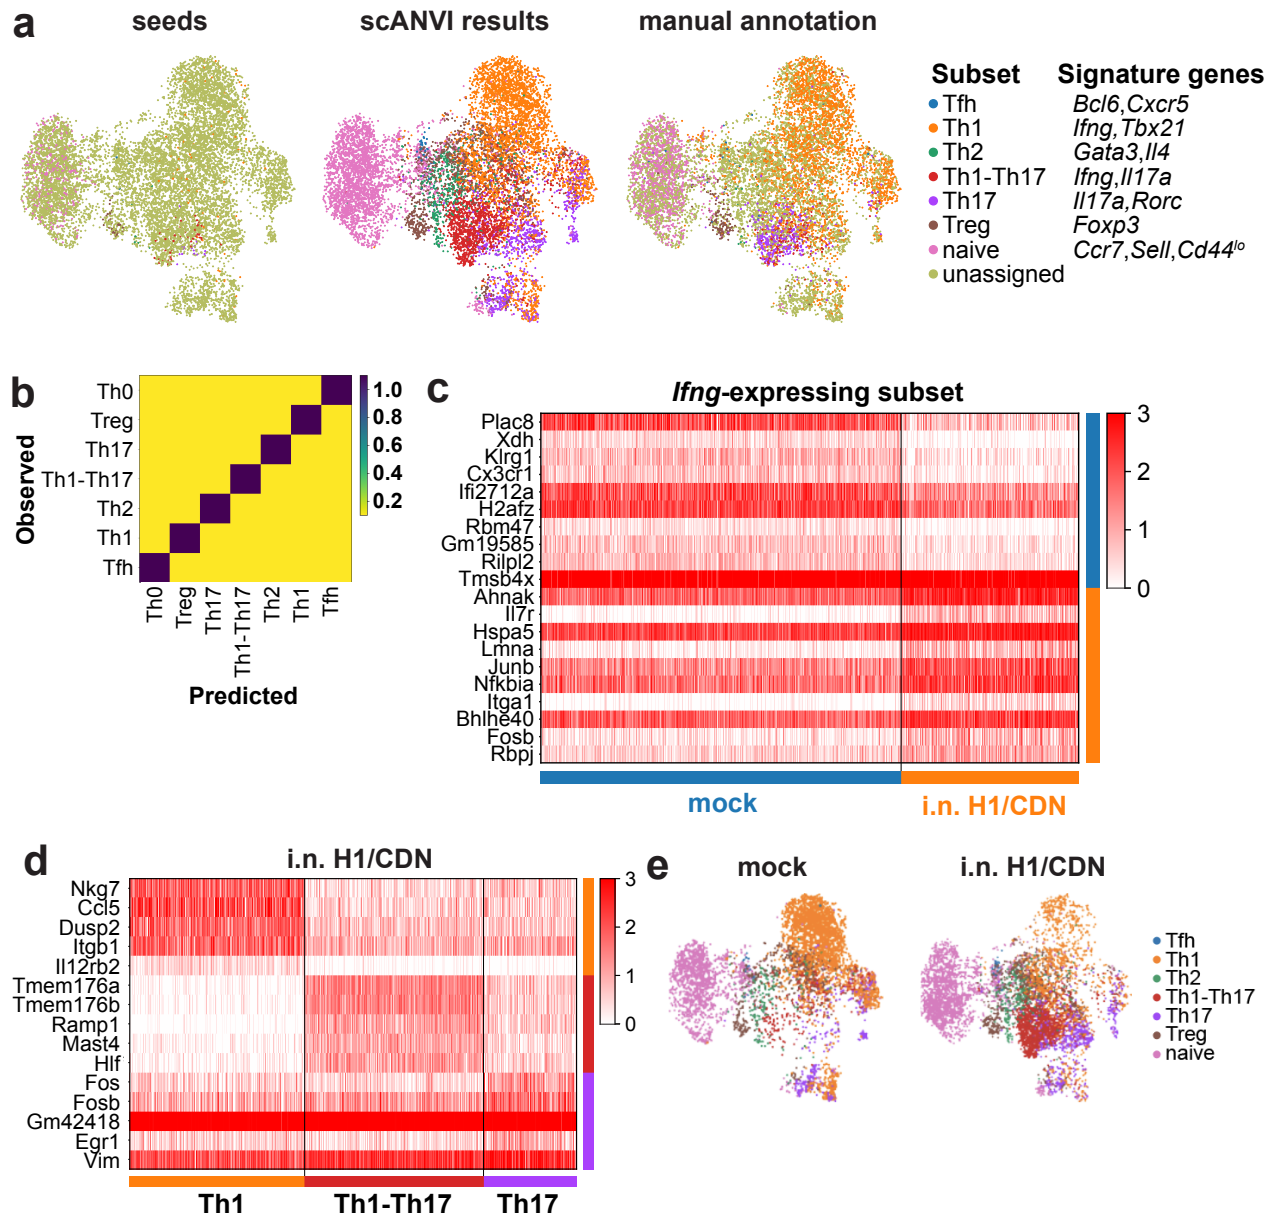 a
seeds
scANVI results
manual annotation
Subset Signature genes
Tfh Bcl6,Cxcr5
Th1 Ifng,Tbx21
Th2 Gata3,Il4
Th1-Th17 Ifng,Il17a
Th17 Il17a,Rorc
Treg Foxp3
naive Ccr7,Sell,Cd44lo
unassigned
b
Observed
Th0
Treg
Th17
Th1-Th17
Th2
Th1
Tfh
Th0
Treg
Th17
Th1-Th17
Th2
Th1
Tfh
Predicted
1.0
0.8
0.6
0.4
0.2
c
Ifng-expressing subset
Plac8
Xdh
Klrg1
Cx3cr1
Ifi2712a
H2afz
Rbm47
Gm19585
Rilpl2
Tmsb4x
Ahnak
Il7r
Hspa5
Lmna
Junb
Nfkbia
Itga1
Bhlhe40
Fosb
Rbpj
3
2
1
0
mock
i.n. H1/CDN
d
i.n. H1/CDN
Nkg7
Ccl5
Dusp2
Itgb1
Il12rb2
Tmem176a
Tmem176b
Ramp1
Mast4
Hlf
Fos
Fosb
Gm42418
Egr1
Vim
3
2
1
0
Th1
Th1-Th17
Th17
e
mock
i.n. H1/CDN
Tfh
Th1
Th2
Th1-Th17
Th17
Treg
naive